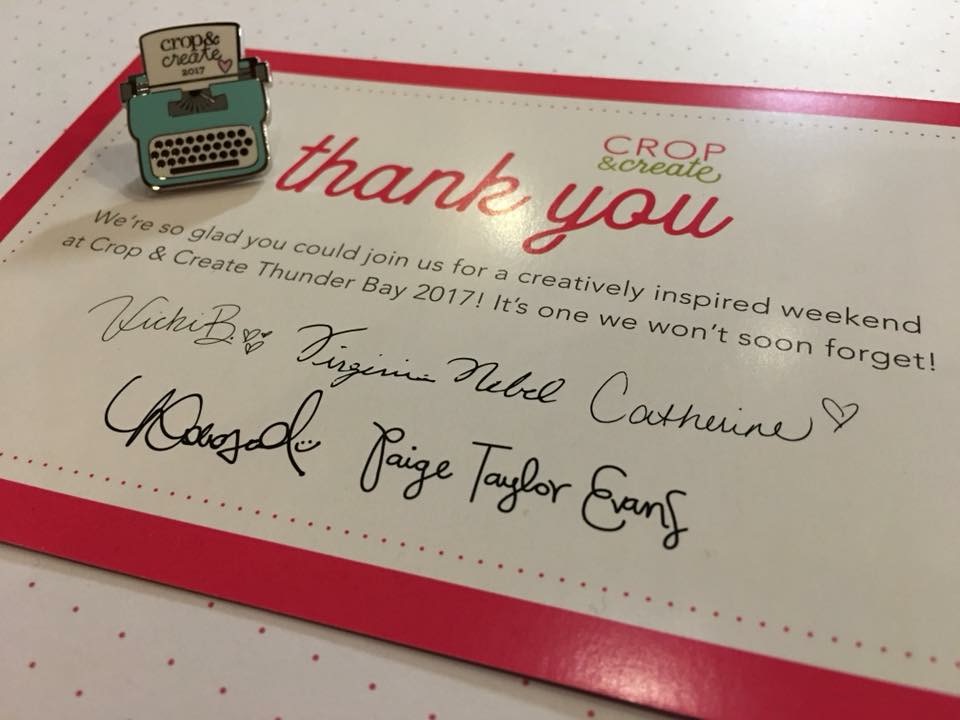 crop&
create
2017
CROP
&create
thank you
We're so glad you could join us for a creatively inspired weekend
at Crop & Create Thunder Bay 2017! It's one we won't soon forget!
Vicki B. Virginia Nebel Catherine
Paige Taylor Evans